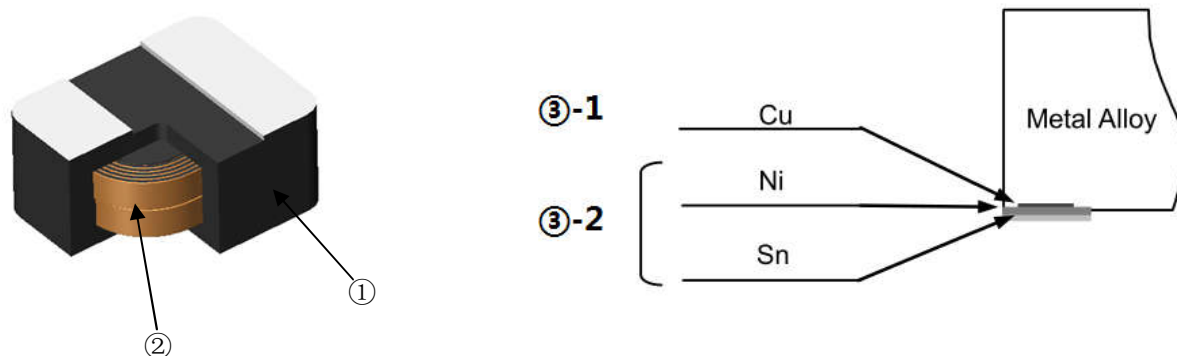 ①
②
③-1
Cu
Metal Alloy
③-2
Ni
Sn